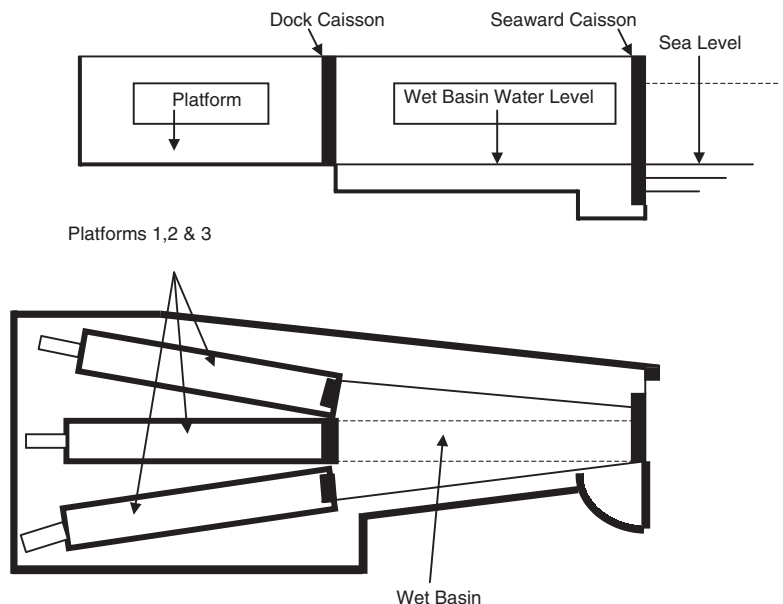 Dock Caisson
Seaward Caisson
Sea Level
Platform
Wet Basin Water Level
Platforms 1,2 & 3
Wet Basin